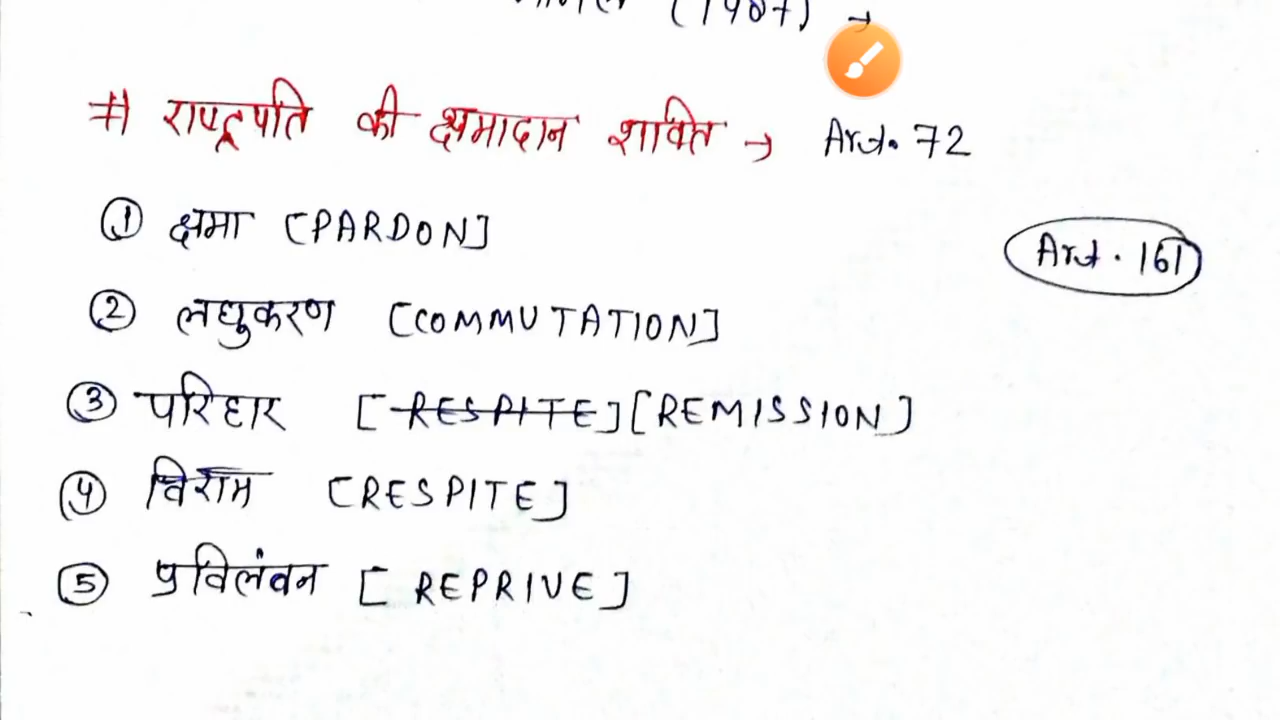 (1987) →
# राष्ट्रपति की क्षमादान शक्ति → Art. 72
① क्षमा [PARDON]
Art. 161
② लघुकरण [COMMUTATION]
③ परिहार [RESPITE] [REMISSION]
④ विराम [RESPITE]
⑤ प्रविलंबन [REPRIVE]